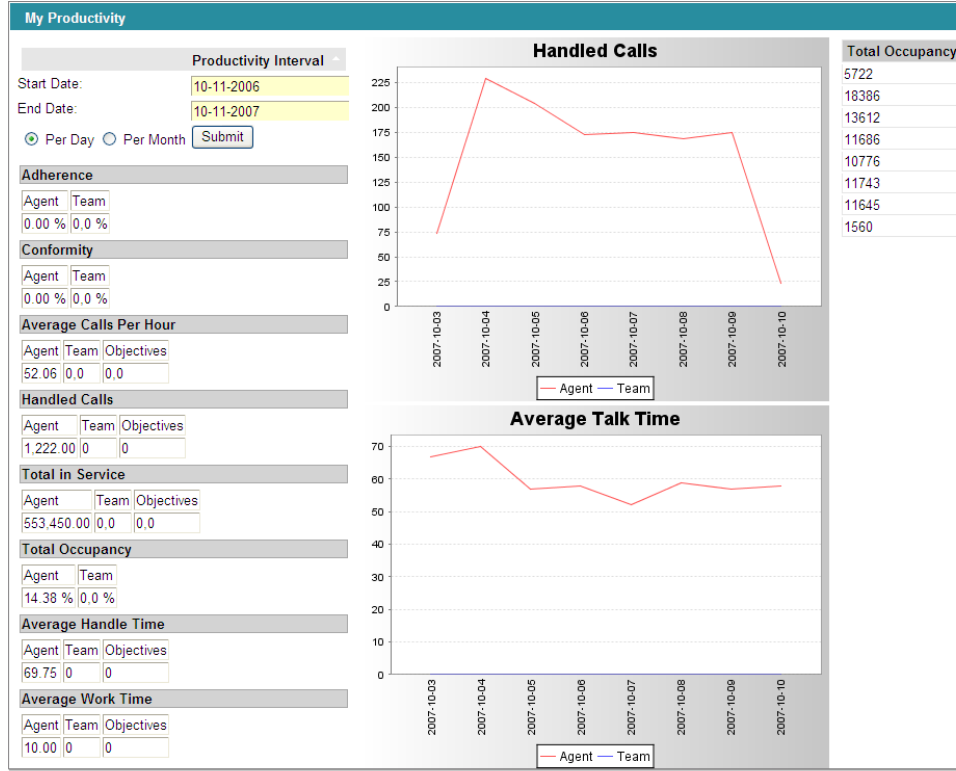 My Productivity
Productivity Interval
Start Date: 10-11-2006
End Date: 10-11-2007
Per Day Per Month Submit
Adherence
Agent Team
0.00 % 0,0 %
Conformity
Agent Team
0.00 % 0,0 %
Average Calls Per Hour
Agent Team Objectives
52.06 0,0 0,0
Handled Calls
Agent Team Objectives
1,222.00 0 0
Total in Service
Agent Team Objectives
553,450.00 0,0 0,0
Total Occupancy
Agent Team
14.38 % 0,0 %
Average Handle Time
Agent Team Objectives
69.75 0 0
Average Work Time
Agent Team Objectives
10.00 0 0
Handled Calls
225
200
175
150
125
100
75
50
25
0
2007-10-03 2007-10-04 2007-10-05 2007-10-06 2007-10-07 2007-10-08 2007-10-09 2007-10-10
Agent Team
Average Talk Time
70
60
50
40
30
20
10
0
2007-10-03 2007-10-04 2007-10-05 2007-10-06 2007-10-07 2007-10-08 2007-10-09 2007-10-10
Agent Team
Total Occupancy
5722
18386
13612
11686
10776
11743
11645
1560